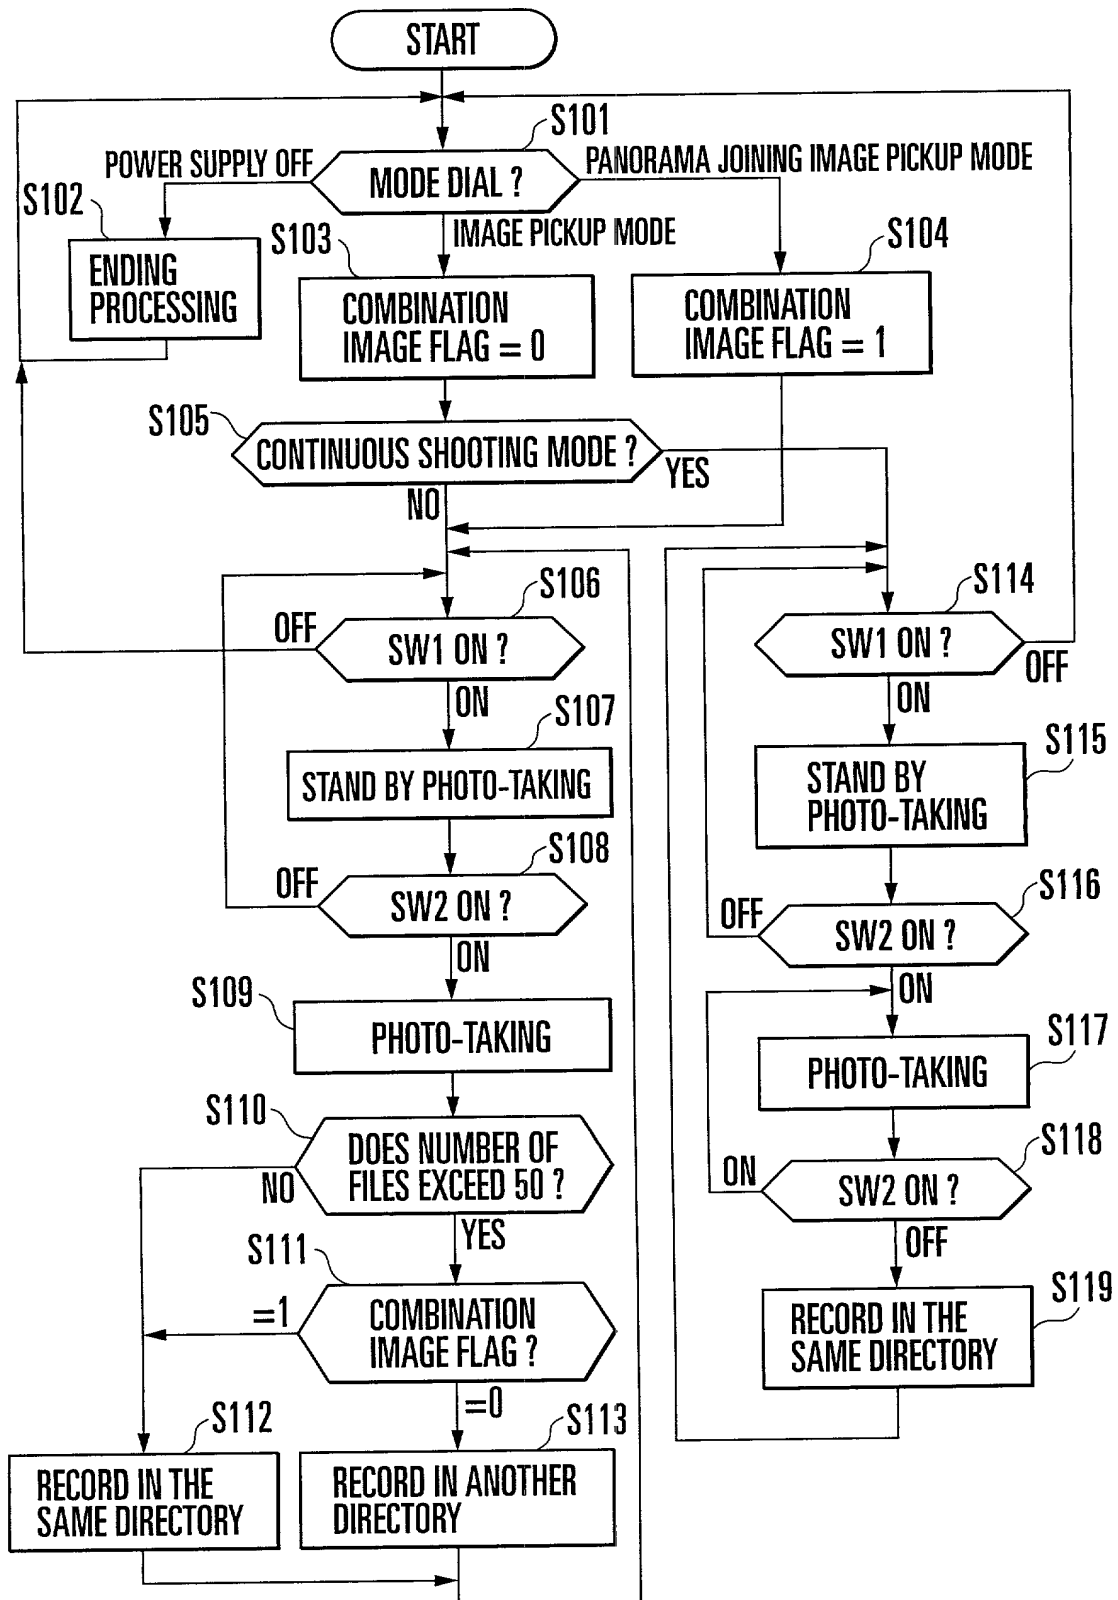 START
S101
POWER SUPPLY OFF
MODE DIAL ?
PANORAMA JOINING IMAGE PICKUP MODE
S102
IMAGE PICKUP MODE
S103
S104
ENDING
PROCESSING
COMBINATION
IMAGE FLAG = 0
COMBINATION
IMAGE FLAG = 1
S105
CONTINUOUS SHOOTING MODE ?
YES
NO
S106
S114
OFF
SW1 ON ?
SW1 ON ?
OFF
ON
ON
S107
S115
STAND BY PHOTO-TAKING
STAND BY
PHOTO-TAKING
S108
S116
OFF
SW2 ON ?
OFF
SW2 ON ?
ON
ON
S109
S117
PHOTO-TAKING
PHOTO-TAKING
S110
S118
DOES NUMBER OF
FILES EXCEED 50 ?
NO
ON
SW2 ON ?
YES
OFF
S111
S119
=1
COMBINATION
IMAGE FLAG ?
RECORD IN THE
SAME DIRECTORY
=0
S112
S113
RECORD IN THE
SAME DIRECTORY
RECORD IN ANOTHER
DIRECTORY